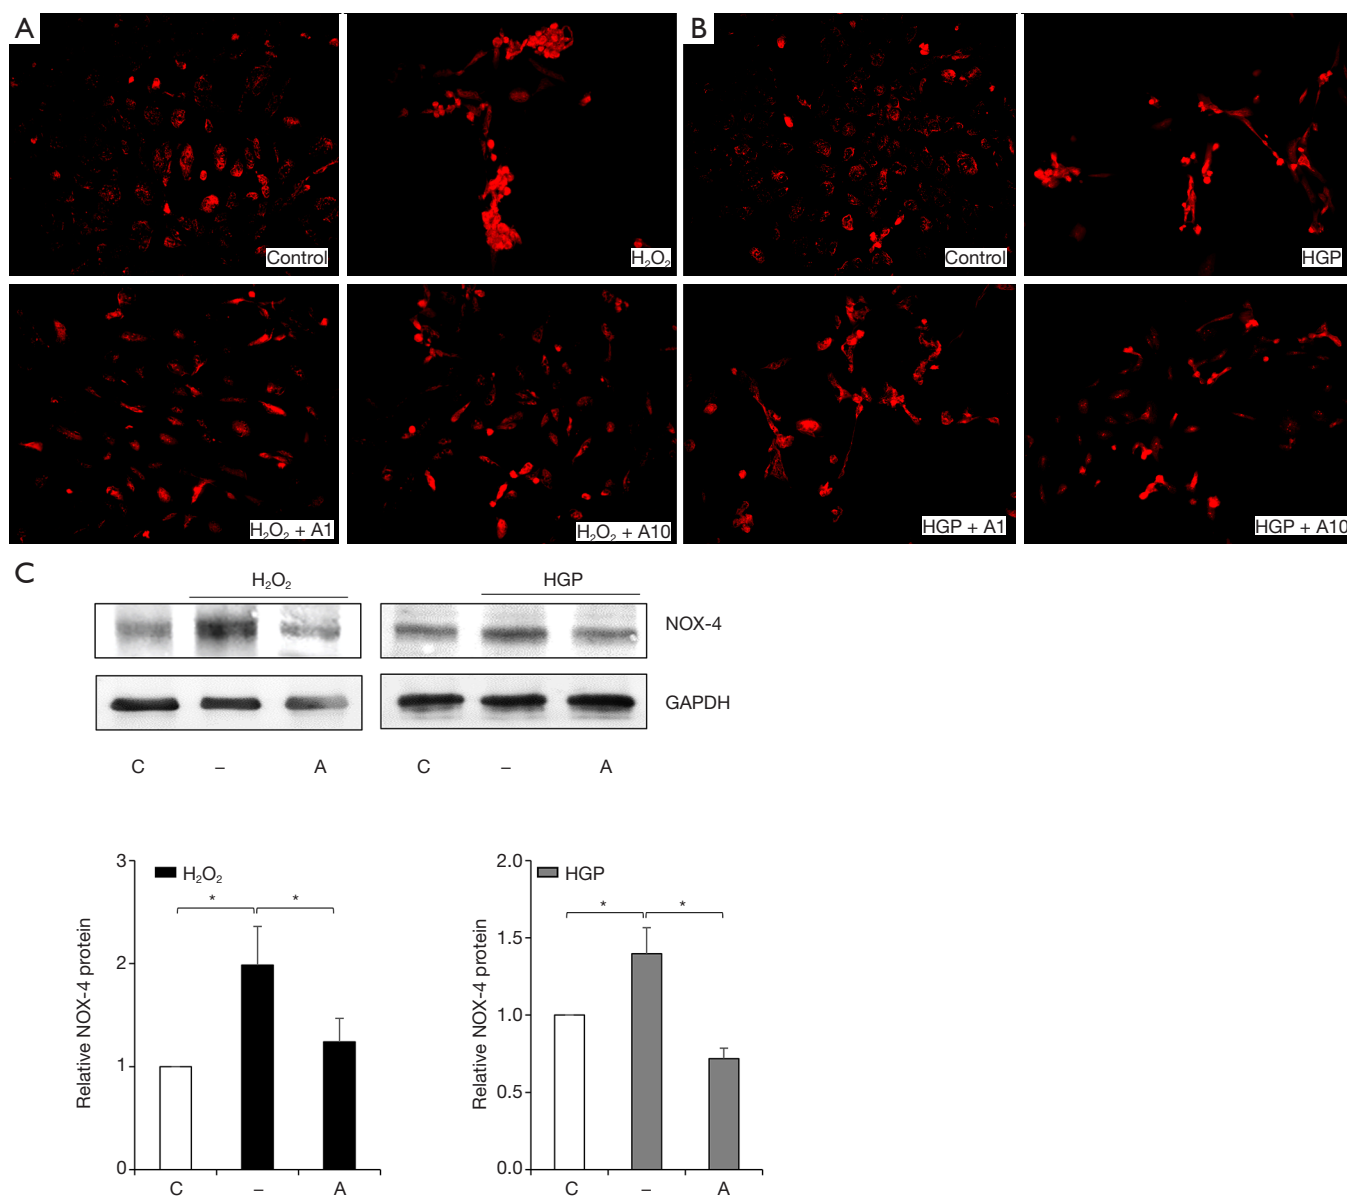 A
B
Control
H₂O₂
Control
HGP
H₂O₂ + A1
H₂O₂ + A10
HGP + A1
HGP + A10
C
H₂O₂
HGP
NOX-4
GAPDH
C – A C – A
3
2
1
0
Relative NOX-4 protein
H₂O₂
* *
C – A
2.0
1.5
1.0
0.5
0.0
Relative NOX-4 protein
HGP
* *
C – A